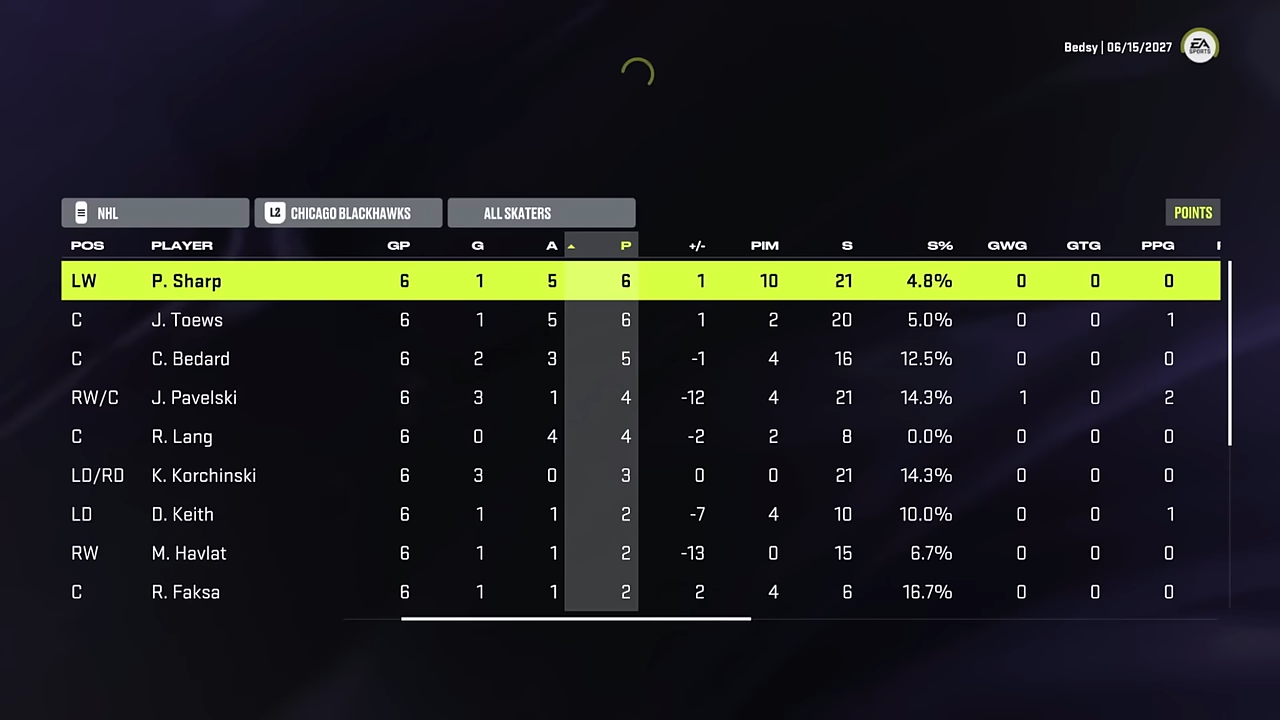 Bedsy | 06/15/2027
EA SPORTS
NHL L2 CHICAGO BLACKHAWKS ALL SKATERS POINTS
POS PLAYER GP G A P +/- PIM S S% GWG GTG PPG
LW P. Sharp 6 1 5 6 1 10 21 4.8% 0 0 0
C J. Toews 6 1 5 6 1 2 20 5.0% 0 0 1
C C. Bedard 6 2 3 5 -1 4 16 12.5% 0 0 0
RW/C J. Pavelski 6 3 1 4 -12 4 21 14.3% 1 0 2
C R. Lang 6 0 4 4 -2 2 8 0.0% 0 0 0
LD/RD K. Korchinski 6 3 0 3 0 0 21 14.3% 0 0 0
LD D. Keith 6 1 1 2 -7 4 10 10.0% 0 0 1
RW M. Havlat 6 1 1 2 -13 0 15 6.7% 0 0 0
C R. Faksa 6 1 1 2 2 4 6 16.7% 0 0 0